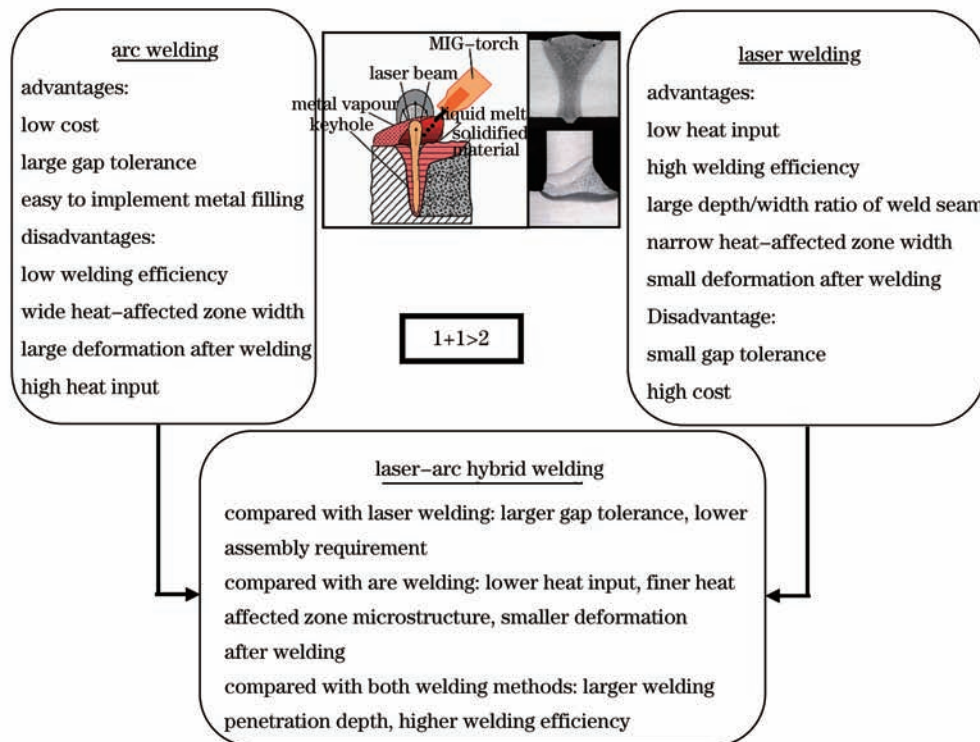 arc welding
advantages:
low cost
large gap tolerance
easy to implement metal filling
disadvantages:
low welding efficiency
wide heat-affected zone width
large deformation after welding
high heat input
MIG-torch
laser beam
metal vapour
keyhole
liquid melt
solidified
material
1+1>2
laser welding
advantages:
low heat input
high welding efficiency
large depth/width ratio of weld seam
narrow heat-affected zone width
small deformation after welding
Disadvantage:
small gap tolerance
high cost
laser-arc hybrid welding
compared with laser welding: larger gap tolerance, lower
assembly requirement
compared with are welding: lower heat input, finer heat
affected zone microstructure, smaller deformation
after welding
compared with both welding methods: larger welding
penetration depth, higher welding efficiency